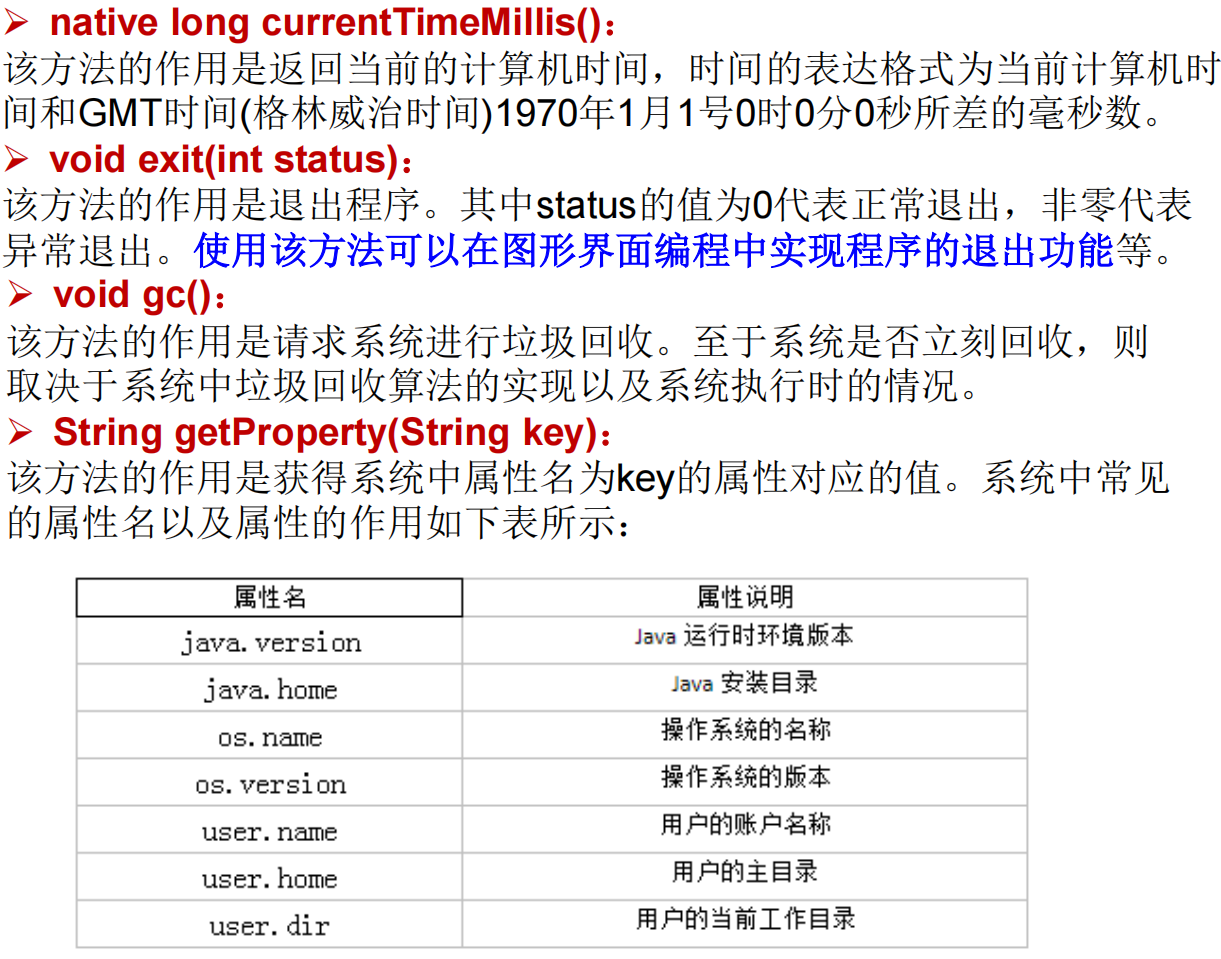 ➢ native long currentTimeMillis():
该方法的作用是返回当前的计算机时间，时间的表达格式为当前计算机时
间和GMT时间(格林威治时间)1970年1月1号0时0分0秒所差的毫秒数。
➢ void exit(int status)：
该方法的作用是退出程序。其中status的值为0代表正常退出，非零代表
异常退出。使用该方法可以在图形界面编程中实现程序的退出功能等。
➢ void gc()：
该方法的作用是请求系统进行垃圾回收。至于系统是否立刻回收，则
取决于系统中垃圾回收算法的实现以及系统执行时的情况。
➢ String getProperty(String key)：
该方法的作用是获得系统中属性名为key的属性对应的值。系统中常见
的属性名以及属性的作用如下表所示：
属性名 属性说明
java.version Java 运行时环境版本
java.home Java 安装目录
os.name 操作系统的名称
os.version 操作系统的版本
user.name 用户的账户名称
user.home 用户的主目录
user.dir 用户的当前工作目录